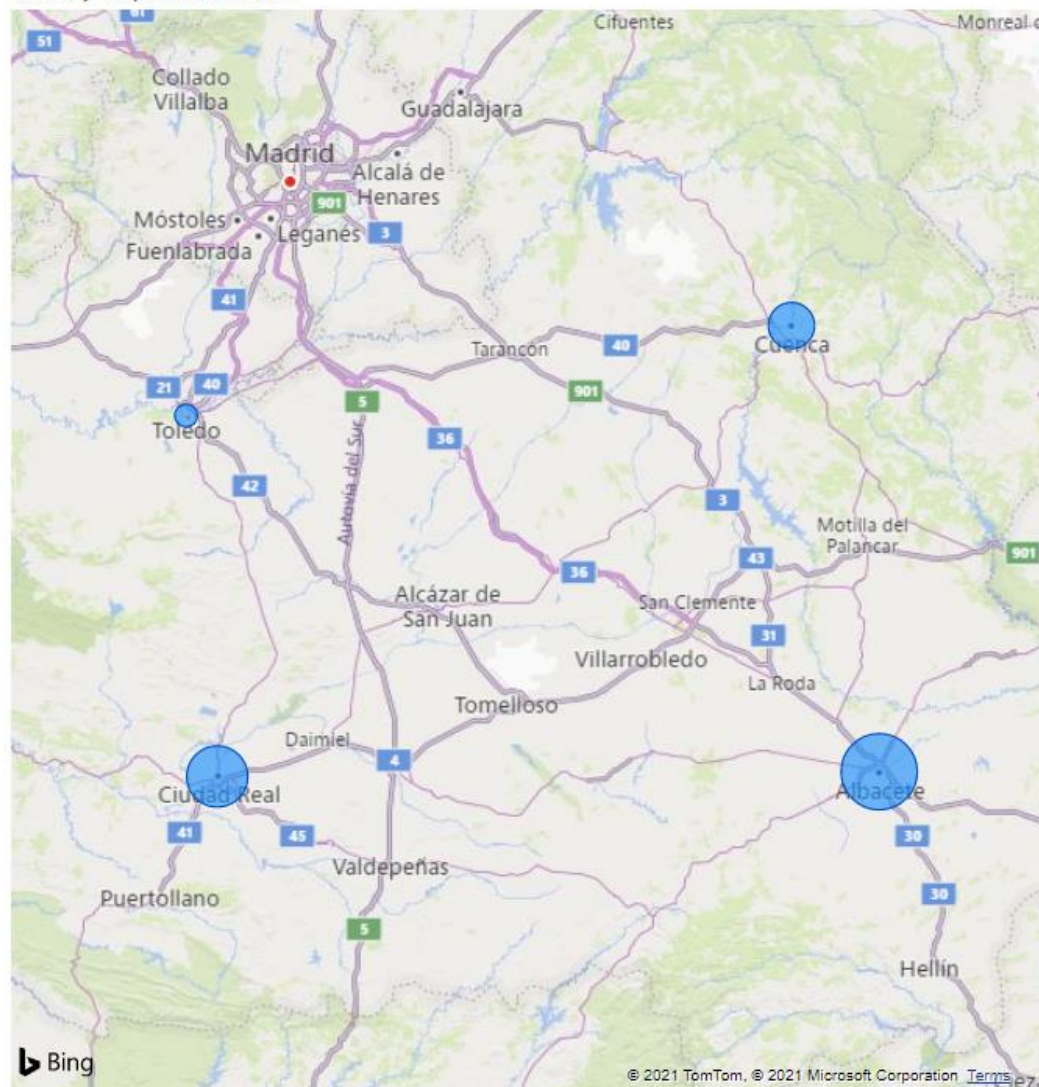 Cifuentes
Monreal
51
Collado
Villalba
Guadalajara
Madrid
Alcalá de
Henares
901
Móstoles
Leganés
3
Fuenlabrada
41
Tarancón
40
Cuenca
21
40
5
901
Toledo
36
42
Autovía del Sur
3
Motilla del
Palancar
901
43
36
Alcázar de
San Juan
San Clemente
31
Villarrobledo
La Roda
Tomelloso
Daimiel
4
Ciudad Real
Albacete
41
45
30
Valdepeñas
Puertollano
30
5
Hellín
Bing
© 2021 TomTom, © 2021 Microsoft Corporation Terms